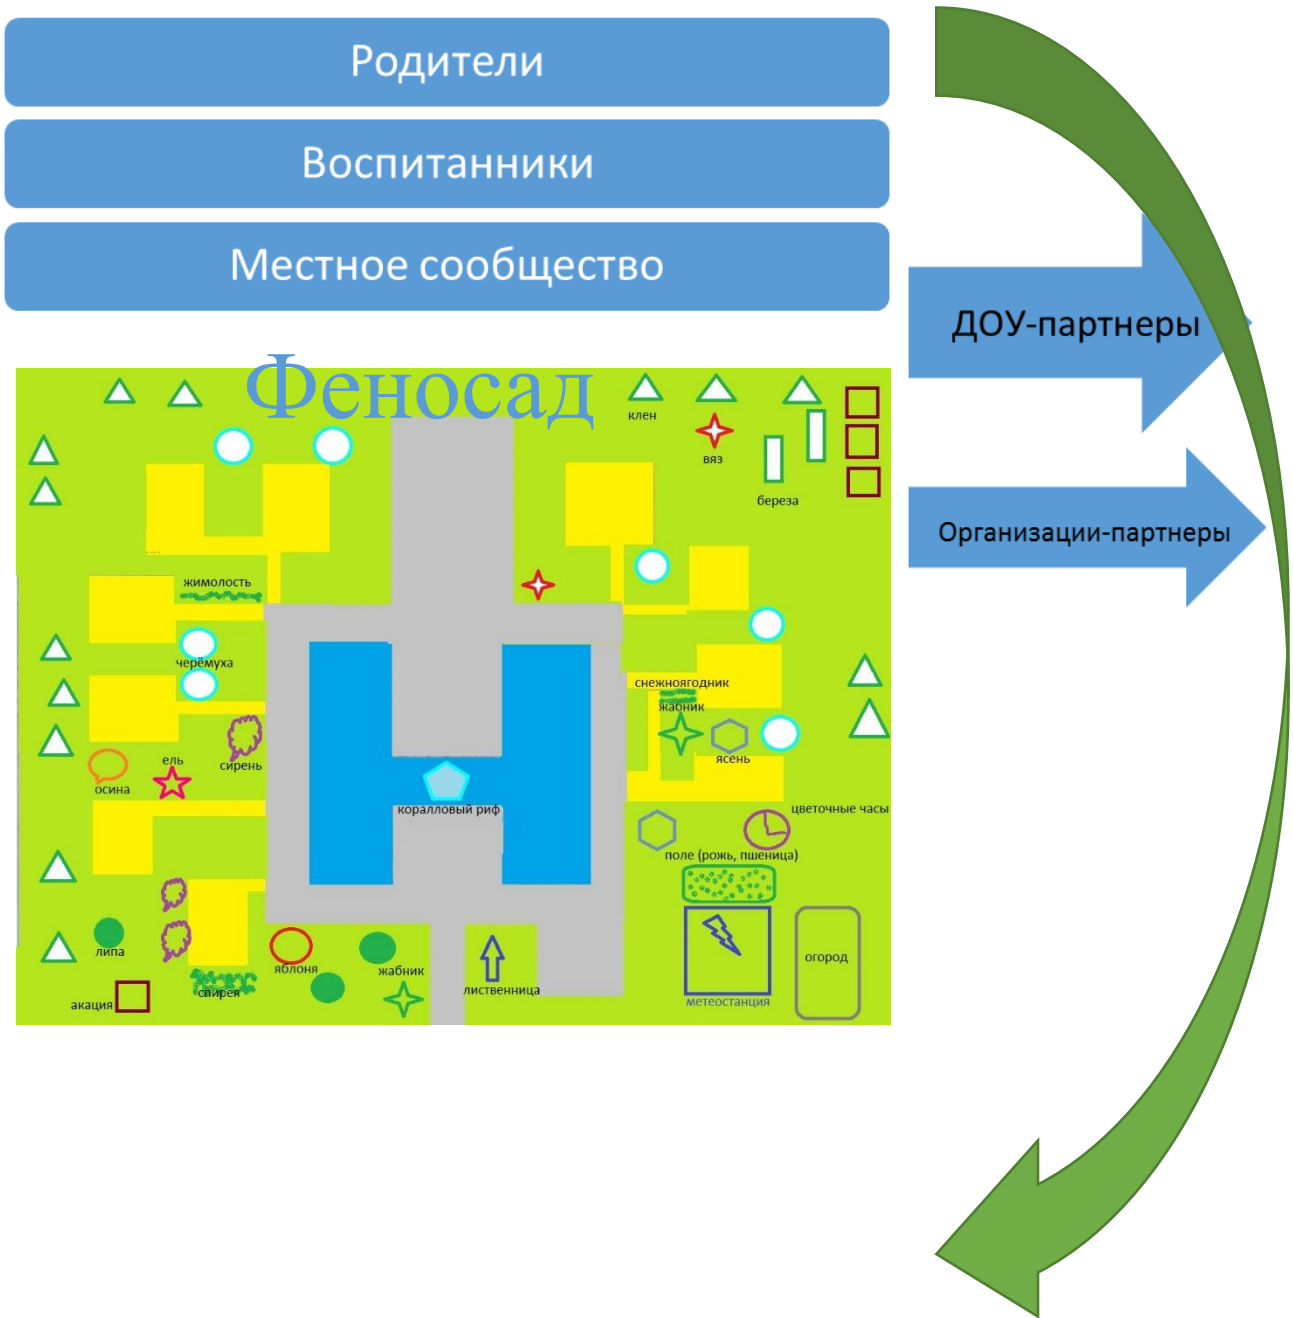 Родители
Воспитанники
Местное сообщество
ДОУ-партнеры
Организации-партнеры
Феносад
клен
вяз
береза
жимолость
черёмуха
снежноягодник
жабник
ясень
сирень
ель
осина
коралловый риф
цветочные часы
поле (рожь, пшеница)
липа
яблоня
жабник
спирея
акация
лиственница
огород
метеостанция